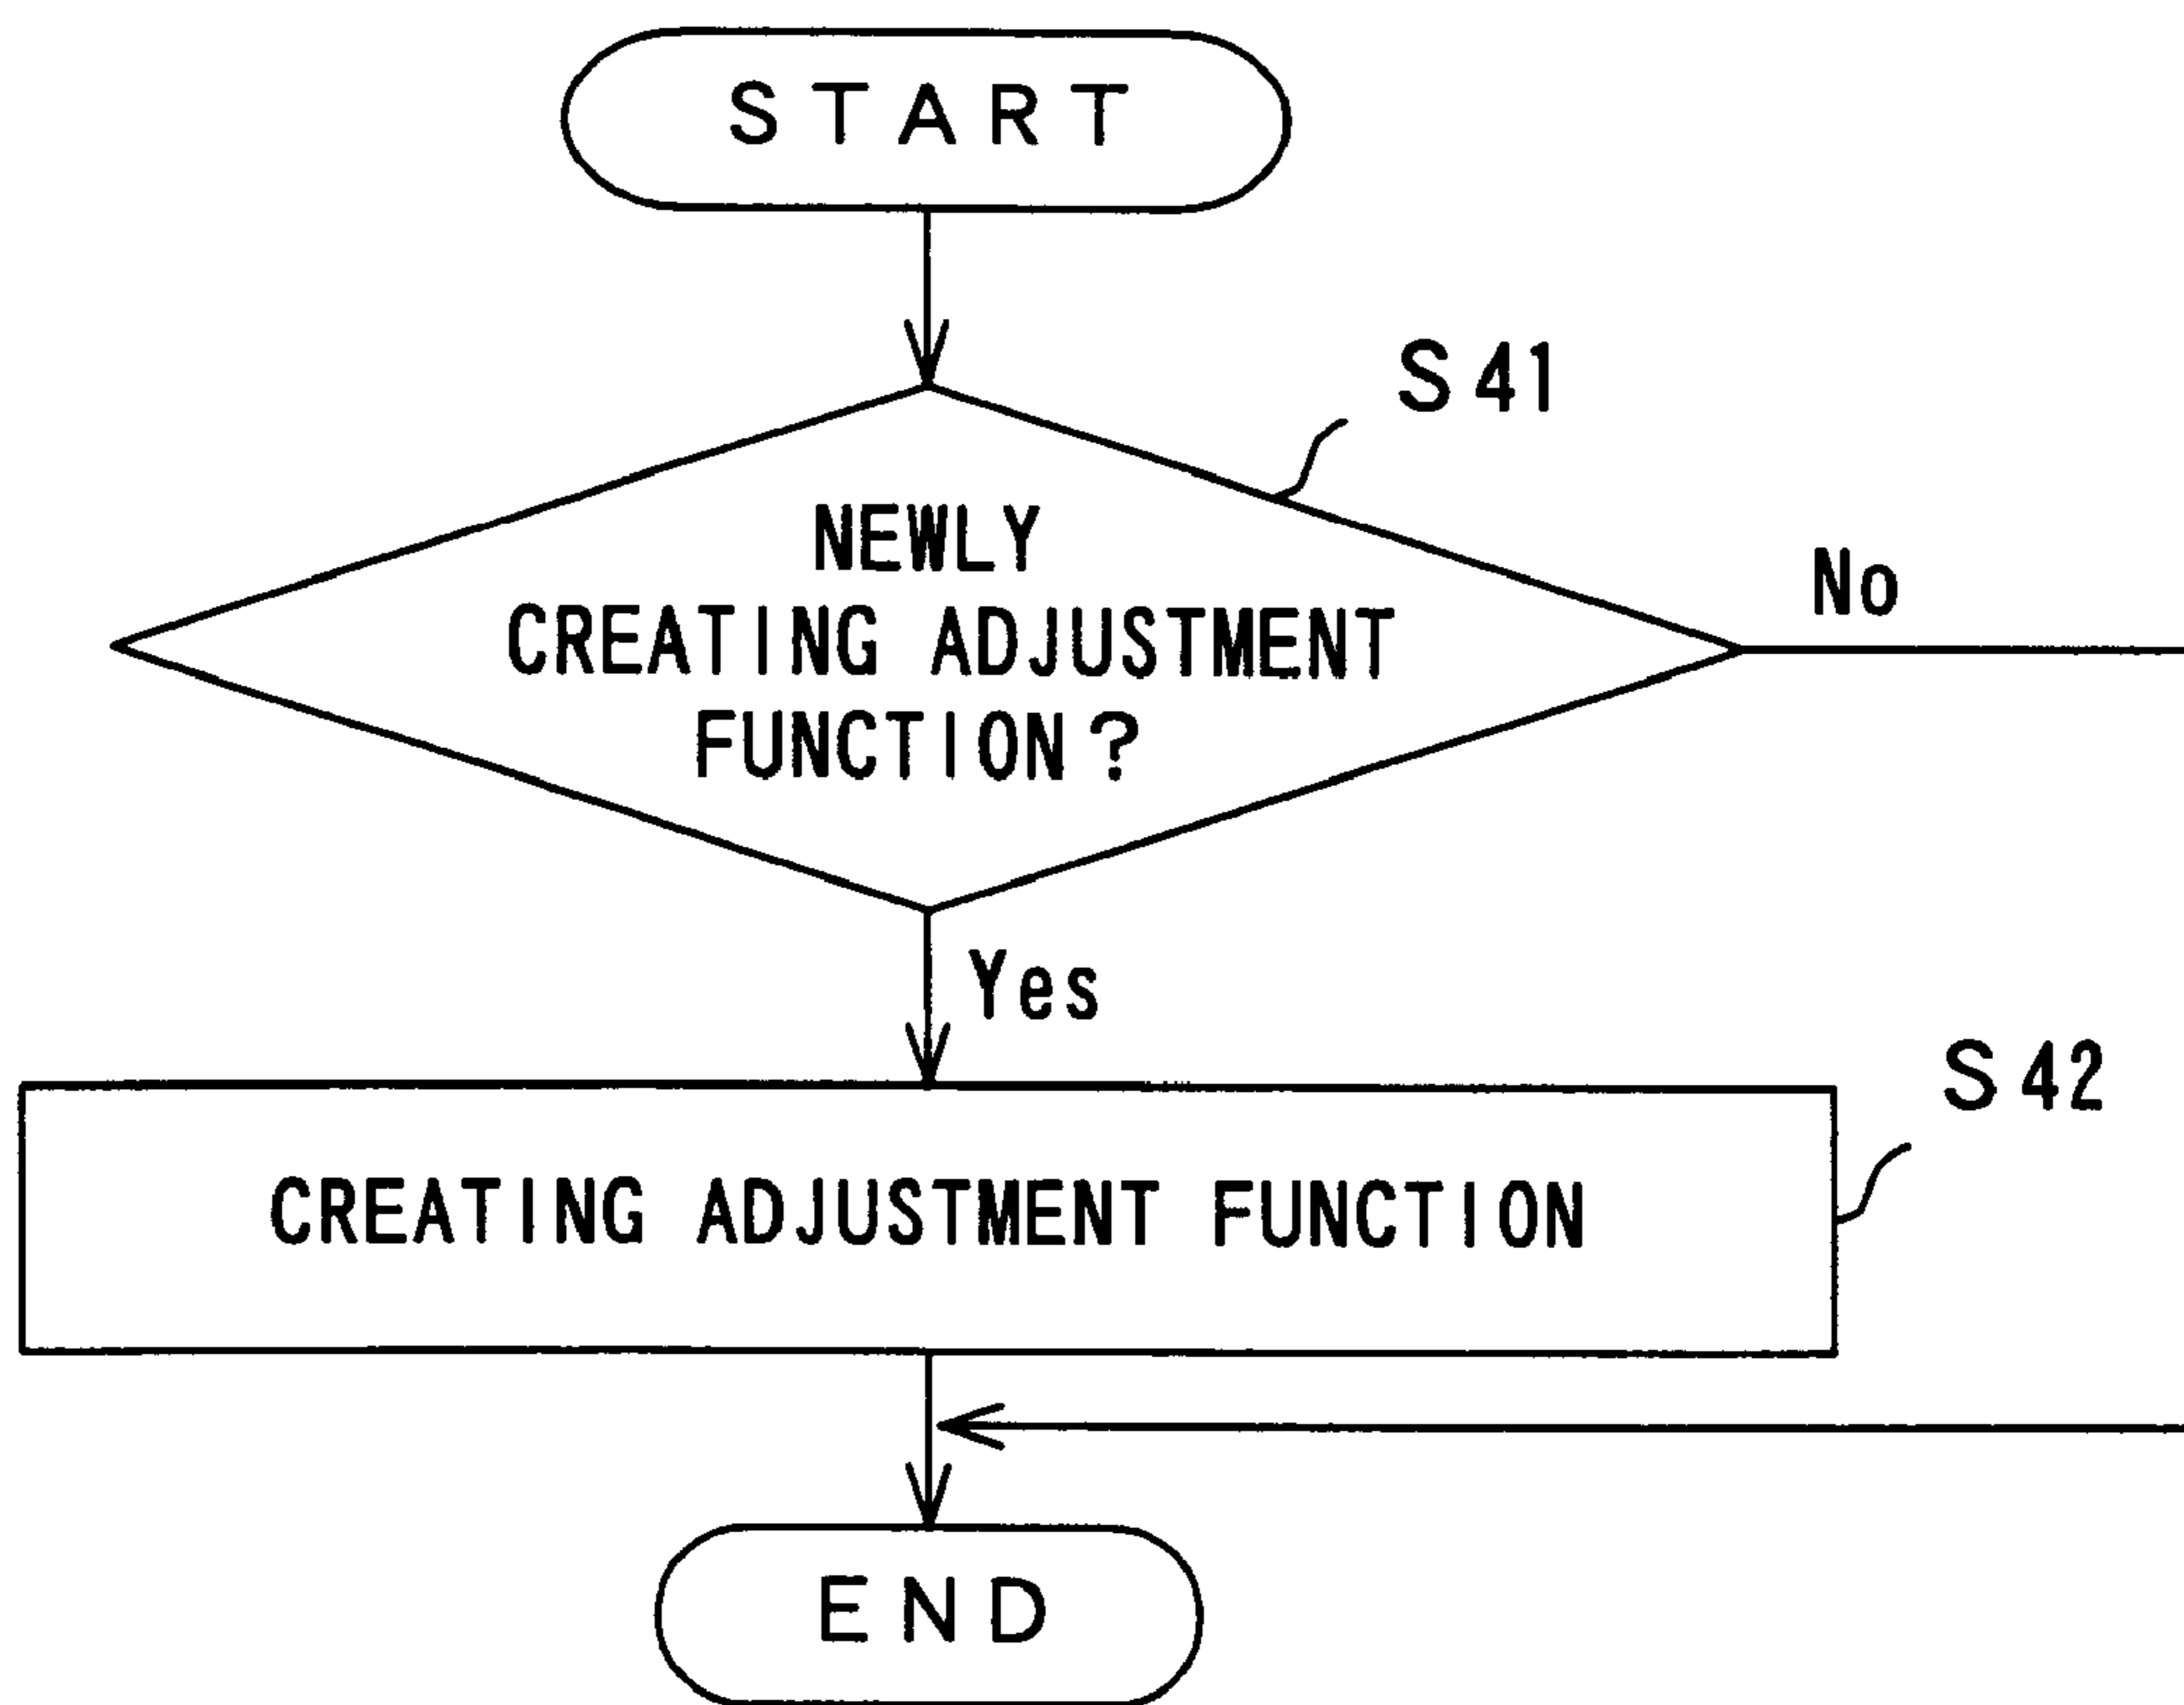 START
S41
NEWLY
CREATING ADJUSTMENT
FUNCTION?
No
Yes
S42
CREATING ADJUSTMENT FUNCTION
END